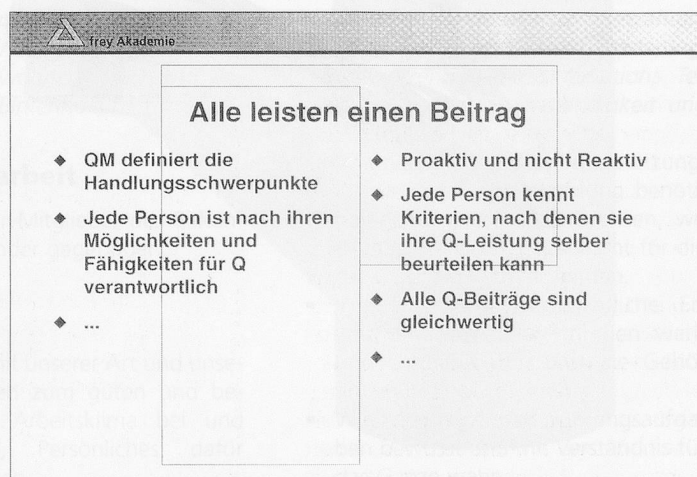 frey Akademie
Alle leisten einen Beitrag
◆ QM definiert die
Handlungsschwerpunkte
◆ Jede Person ist nach ihren
Möglichkeiten und
Fähigkeiten für Q
verantwortlich
◆ ...
◆ Proaktiv und nicht Reaktiv
◆ Jede Person kennt
Kriterien, nach denen sie
ihre Q-Leistung selber
beurteilen kann
◆ Alle Q-Beiträge sind
gleichwertig
◆ ...